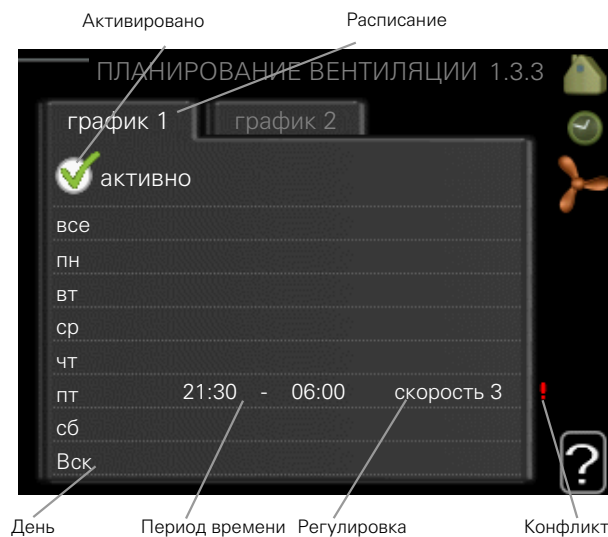 Активировано Расписание
ПЛАНИРОВАНИЕ ВЕНТИЛЯЦИИ 1.3.3
график 1 график 2
активно
все
пн
вт
ср
чт
пт 21:30 - 06:00 скорость 3 !
сб
Вск
?
День Период времени Регулировка Конфликт